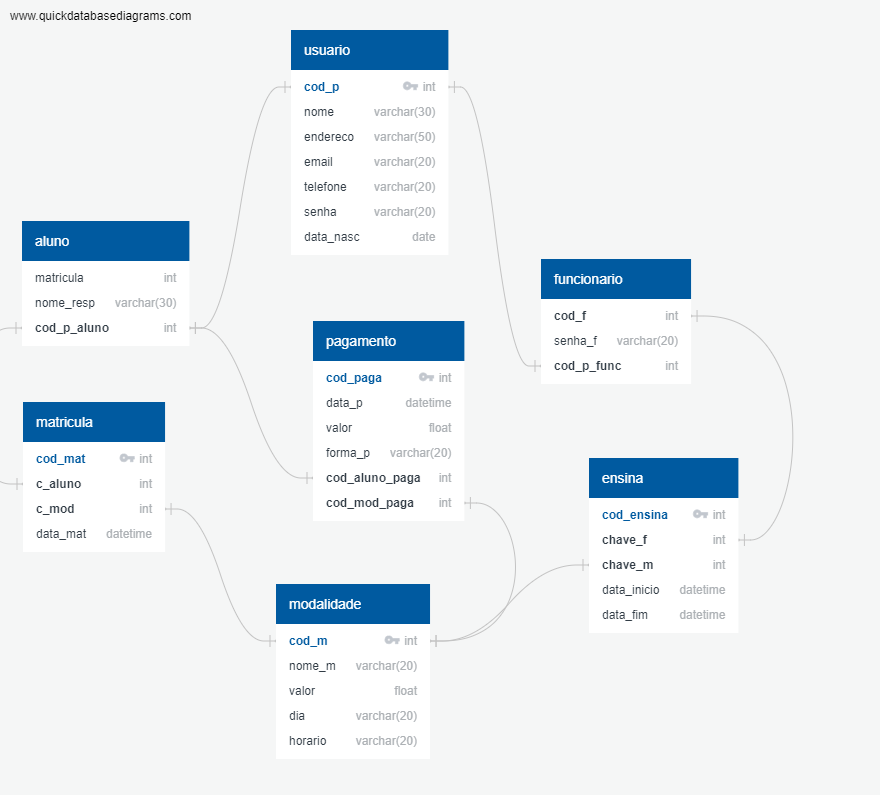 www.quickdatabasediagrams.com
usuario
cod_p int
nome varchar(30)
endereco varchar(50)
email varchar(20)
telefone varchar(20)
senha varchar(20)
data_nasc date
aluno
matricula int
nome_resp varchar(30)
cod_p_aluno int
funcionario
cod_f int
senha_f varchar(20)
cod_p_func int
pagamento
cod_paga int
data_p datetime
valor float
forma_p varchar(20)
cod_aluno_paga int
cod_mod_paga int
matricula
cod_mat int
c_aluno int
c_mod int
data_mat datetime
ensina
cod_ensina int
chave_f int
chave_m int
data_inicio datetime
data_fim datetime
modalidade
cod_m int
nome_m varchar(20)
valor float
dia varchar(20)
horario varchar(20)